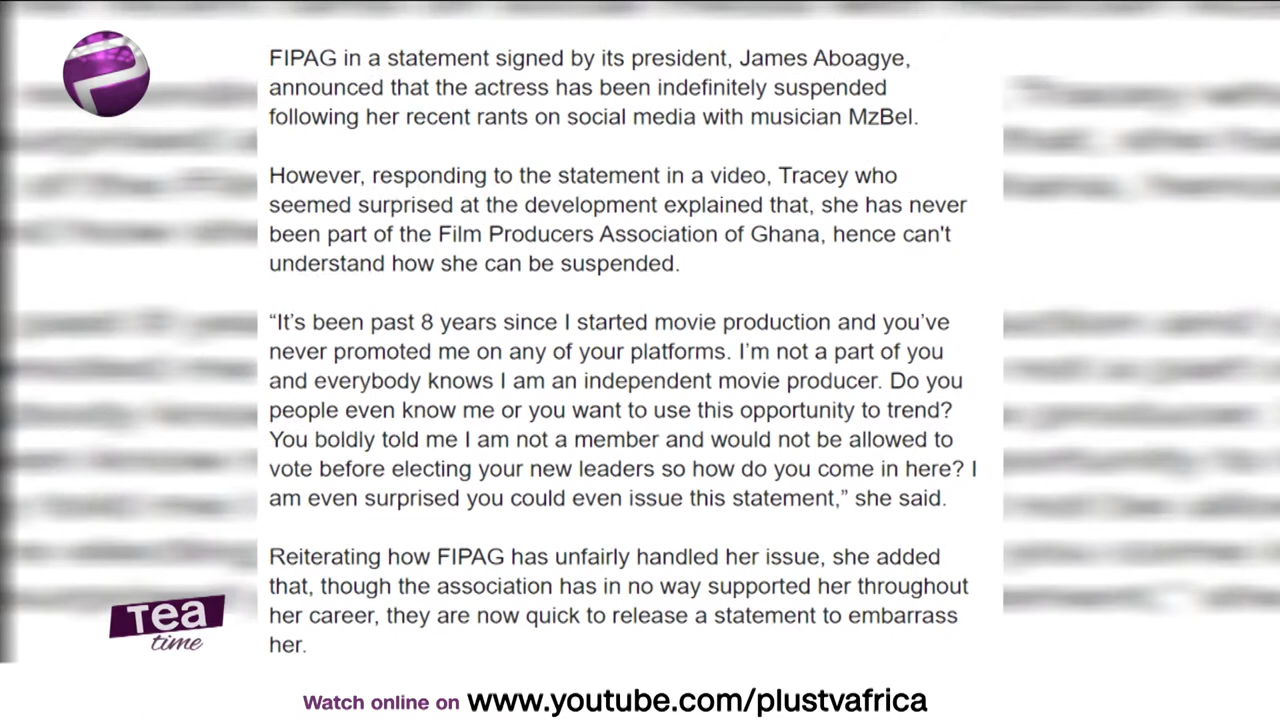 FIPAG in a statement signed by its president, James Aboagye,
announced that the actress has been indefinitely suspended
following her recent rants on social media with musician MzBel.
However, responding to the statement in a video, Tracey who
seemed surprised at the development explained that, she has never
been part of the Film Producers Association of Ghana, hence can't
understand how she can be suspended.
“It’s been past 8 years since I started movie production and you’ve
never promoted me on any of your platforms. I’m not a part of you
and everybody knows I am an independent movie producer. Do you
people even know me or you want to use this opportunity to trend?
You boldly told me I am not a member and would not be allowed to
vote before electing your new leaders so how do you come in here? I
am even surprised you could even issue this statement,” she said.
Reiterating how FIPAG has unfairly handled her issue, she added
that, though the association has in no way supported her throughout
her career, they are now quick to release a statement to embarrass
her.
Tea
time
Watch online on www.youtube.com/plustvafrica